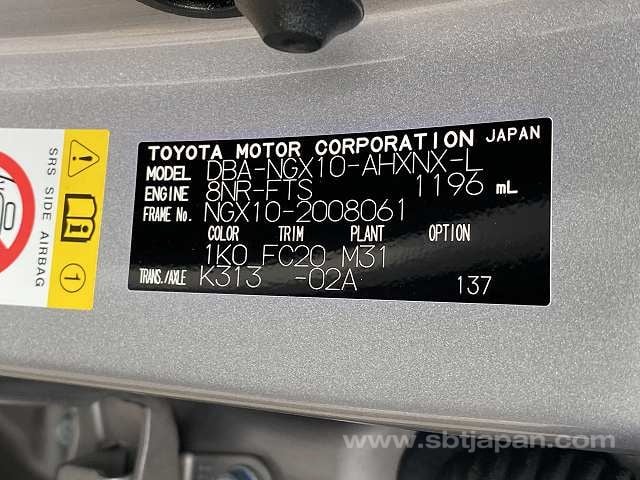 TOYOTA MOTOR CORPORATION JAPAN
MODEL DBA-NGX10-AHXNX-L
ENGINE 8NR-FTS 1196 mL
FRAME No. NGX10-2008061
COLOR TRIM PLANT OPTION
1K0 FC20 M31
TRANS./AXLE K313 -02A 137
SRS SIDE AIRBAG
www.sbtjapan.com